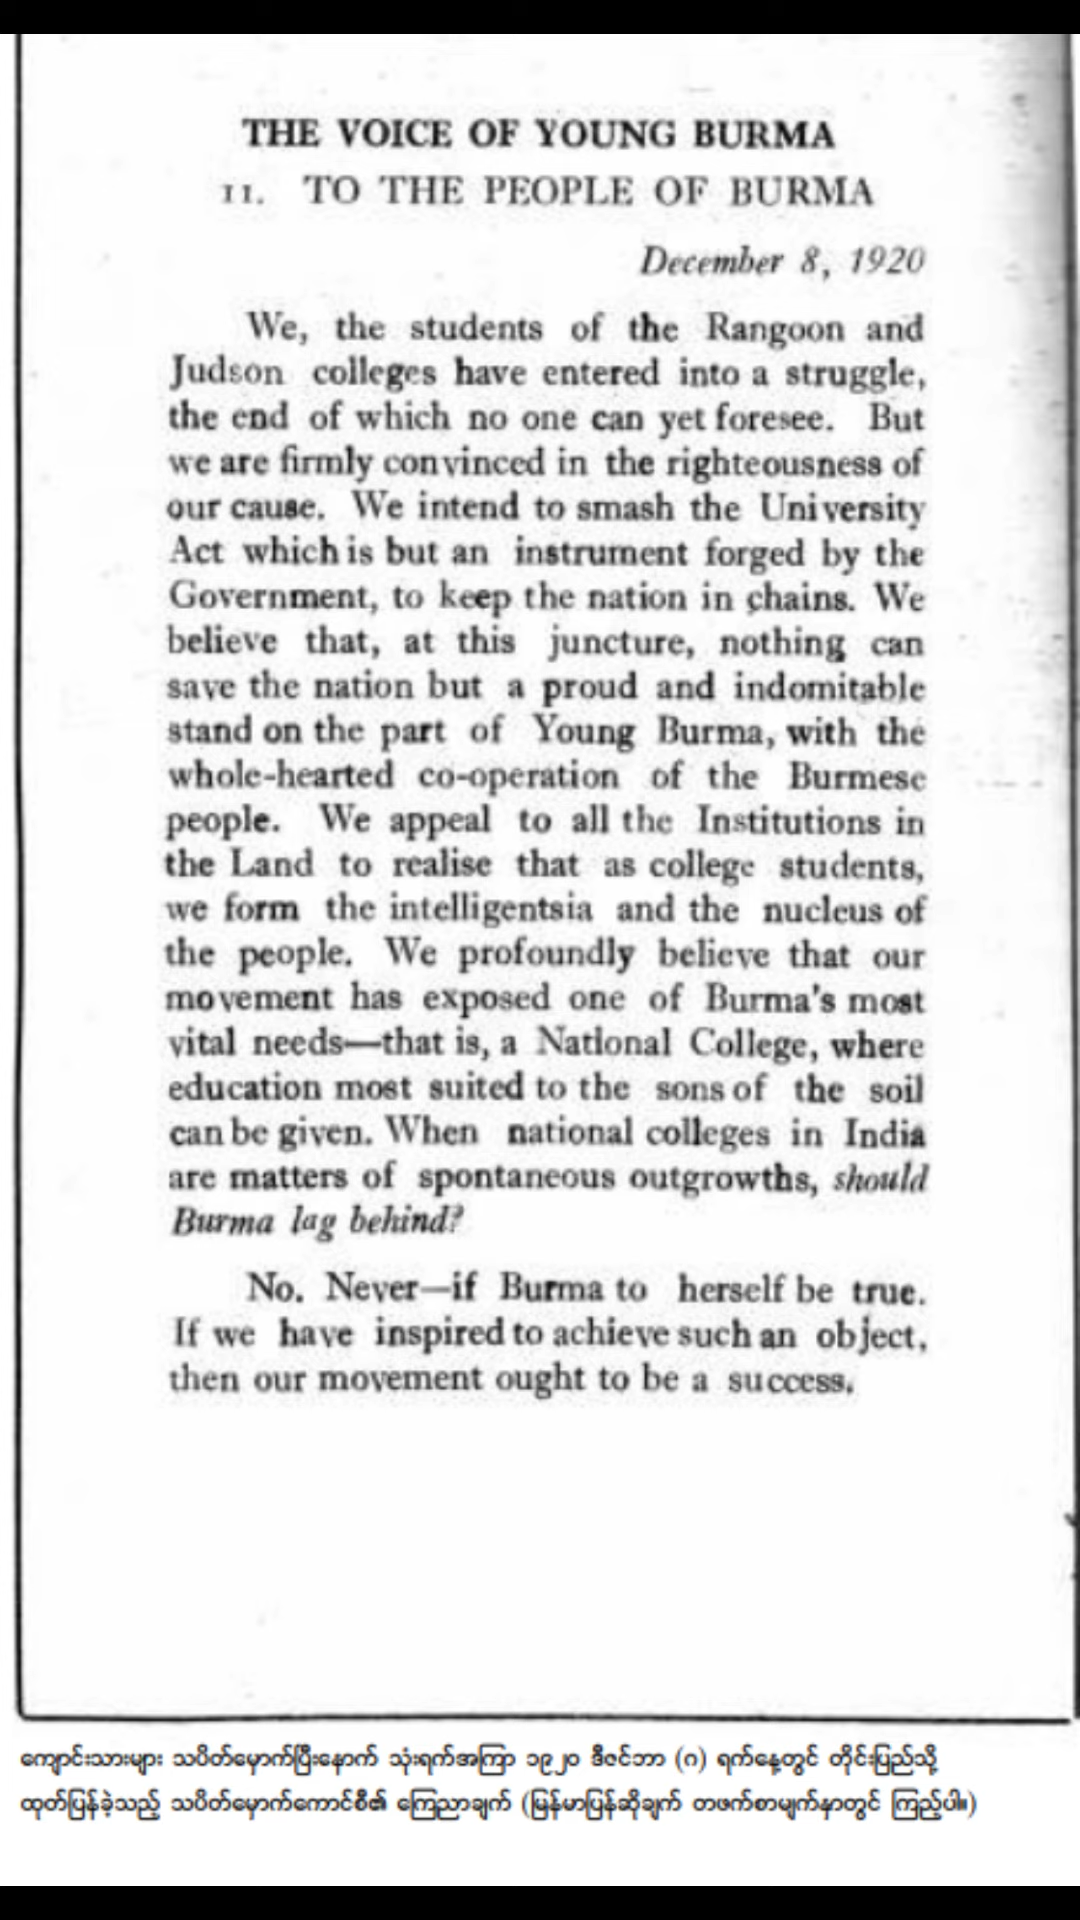 THE VOICE OF YOUNG BURMA
11. TO THE PEOPLE OF BURMA
December 8, 1920
We, the students of the Rangoon and
Judson colleges have entered into a struggle,
the end of which no one can yet foresee. But
we are firmly convinced in the righteousness of
our cause. We intend to smash the University
Act which is but an instrument forged by the
Government, to keep the nation in chains. We
believe that, at this juncture, nothing can
save the nation but a proud and indomitable
stand on the part of Young Burma, with the
whole-hearted co-operation of the Burmese
people. We appeal to all the Institutions in
the Land to realise that as college students,
we form the intelligentsia and the nucleus of
the people. We profoundly believe that our
movement has exposed one of Burma's most
vital needs—that is, a National College, where
education most suited to the sons of the soil
can be given. When national colleges in India
are matters of spontaneous outgrowths, should
Burma lag behind?
No. Never—if Burma to herself be true.
If we have inspired to achieve such an object,
then our movement ought to be a success.
ကျောင်းသားများ သပိတ်မှောက်ပြီးနောက် သုံးရက်အကြာ ၁၉၂၀ ဒီဇင်ဘာ (၈) ရက်နေ့တွင် တိုင်းပြည်သို့
ထုတ်ပြန်ခဲ့သည့် သပိတ်မှောက်ကောင်စီ၏ ကြေညာချက် (မြန်မာပြန်ဆိုချက် တဖက်စာမျက်နှာတွင် ကြည့်ပါ။)